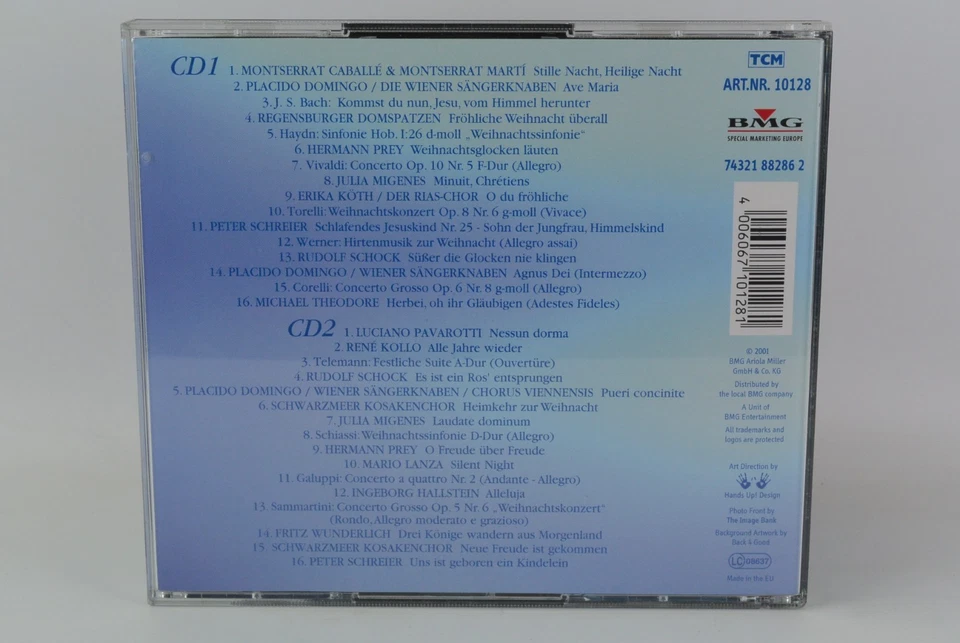 CD1 1. MONTSERRAT CABALLÉ & MONTSERRAT MARTÍ Stille Nacht, Heilige Nacht
2. PLACIDO DOMINGO / DIE WIENER SÄNGERKNABEN Ave Maria
3. J. S. Bach: Kommst du nun, Jesu, vom Himmel herunter
4. REGENSBURGER DOMSPATZEN Fröhliche Weihnacht überall
5. Haydn: Sinfonie Hob. I:26 d-moll „Weihnachtssinfonie"
6. HERMANN PREY Weihnachtsglocken läuten
7. Vivaldi: Concerto Op. 10 Nr. 5 F-Dur (Allegro)
8. JULIA MIGENES Minuit, Chrétiens
9. ERIKA KÖTH / DER RIAS-CHOR O du fröhliche
10. Torelli: Weihnachtskonzert Op. 8 Nr. 6 g-moll (Vivace)
11. PETER SCHREIER Schlafendes Jesuskind Nr. 25 - Sohn der Jungfrau, Himmelskind
12. Werner: Hirtenmusik zur Weihnacht (Allegro assai)
13. RUDOLF SCHOCK Süßer die Glocken nie klingen
14. PLACIDO DOMINGO / WIENER SÄNGERKNABEN Agnus Dei (Intermezzo)
15. Corelli: Concerto Grosso Op. 6 Nr. 8 g-moll (Allegro)
16. MICHAEL THEODORE Herbei, oh ihr Gläubigen (Adestes Fideles)
CD2 1. LUCIANO PAVAROTTI Nessun dorma
2. RENÉ KOLLO Alle Jahre wieder
3. Telemann: Festliche Suite A-Dur (Ouvertüre)
4. RUDOLF SCHOCK Es ist ein Ros' entsprungen
5. PLACIDO DOMINGO / WIENER SÄNGERKNABEN / CHORUS VIENNENSIS Pueri concinite
6. SCHWARZMEER KOSAKENCHOR Heimkehr zur Weihnacht
7. JULIA MIGENES Laudate dominum
8. Schiassi: Weihnachtssinfonie D-Dur (Allegro)
9. HERMANN PREY O Freude über Freude
10. MARIO LANZA Silent Night
11. Galuppi: Concerto a quattro Nr. 2 (Andante - Allegro)
12. INGEBORG HALLSTEIN Alleluja
13. Sammartini: Concerto Grosso Op. 5 Nr. 6 „Weihnachtskonzert"
(Rondo, Allegro moderato e grazioso)
14. FRITZ WUNDERLICH Drei Könige wandern aus Morgenland
15. SCHWARZMEER KOSAKENCHOR Neue Freude ist gekommen
16. PETER SCHREIER Uns ist geboren ein Kindelein
TCM
ART.NR. 10128
BMG
SPECIAL MARKETING EUROPE
74321 88286 2
4 006067 101281
© 2001
BMG Ariola Miller
GmbH & Co. KG
Distributed by
the local BMG company
A Unit of
BMG Entertainment
All trademarks and
logos are protected
Art Direction by
Hands Up! Design
Photo Front by
The Image Bank
Background Artwork by
Back 4 Good
LC 09637
Made in the EU